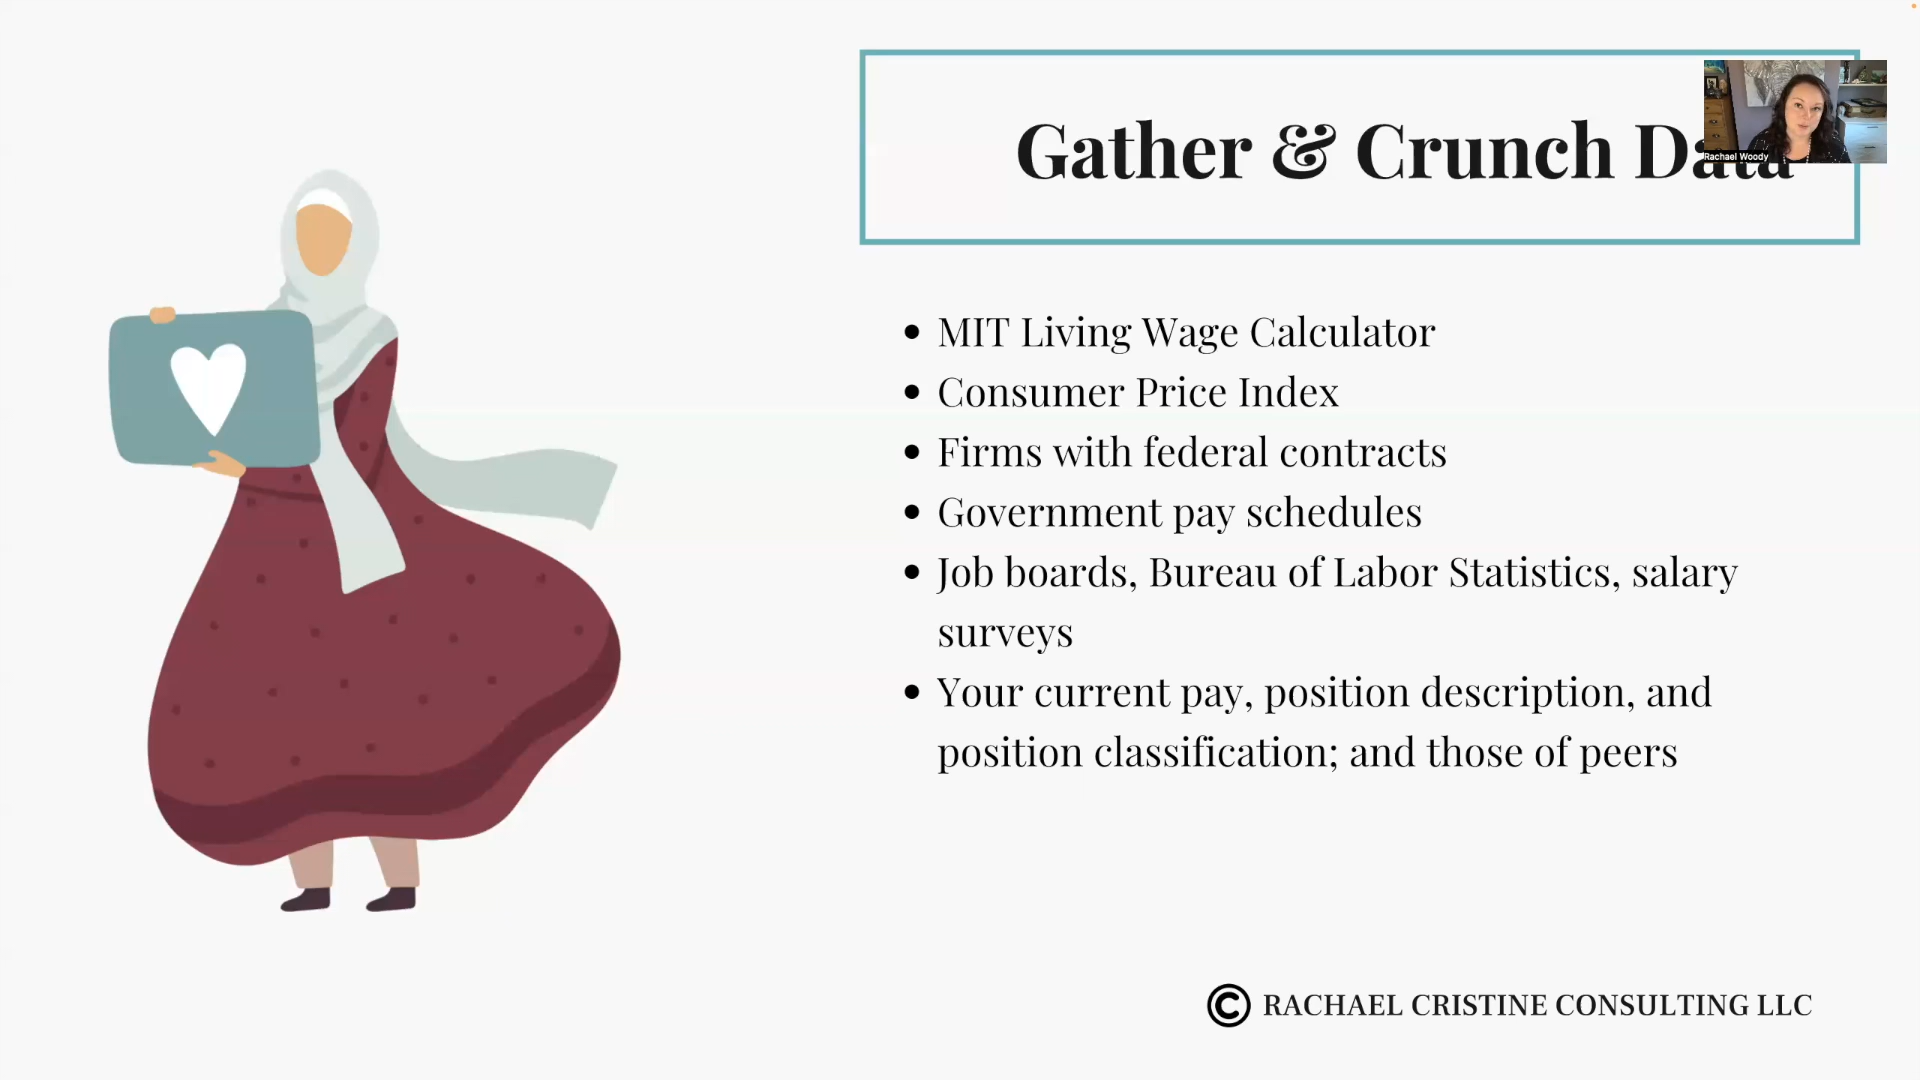 Gather & Crunch Data
Rachael Woody
• MIT Living Wage Calculator
• Consumer Price Index
• Firms with federal contracts
• Government pay schedules
• Job boards, Bureau of Labor Statistics, salary
surveys
• Your current pay, position description, and
position classification; and those of peers
© RACHAEL CRISTINE CONSULTING LLC